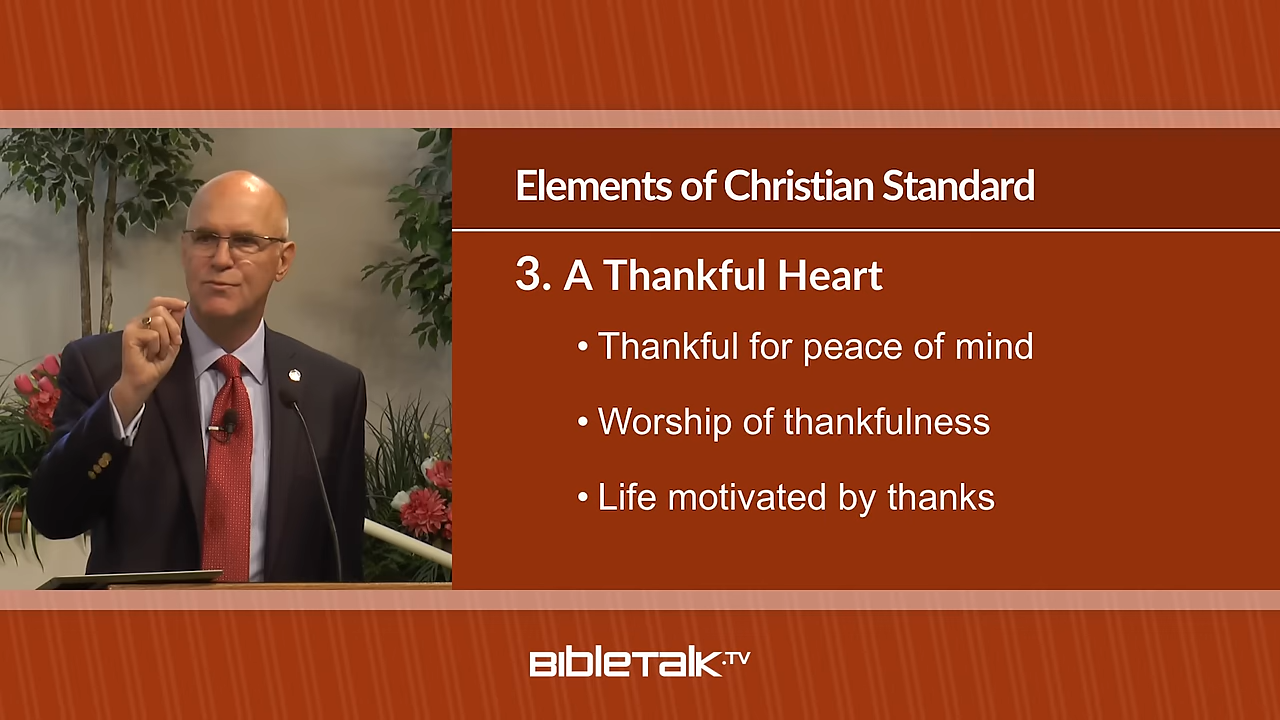 Elements of Christian Standard
3. A Thankful Heart
• Thankful for peace of mind
• Worship of thankfulness
• Life motivated by thanks
BIBLETALK.TV